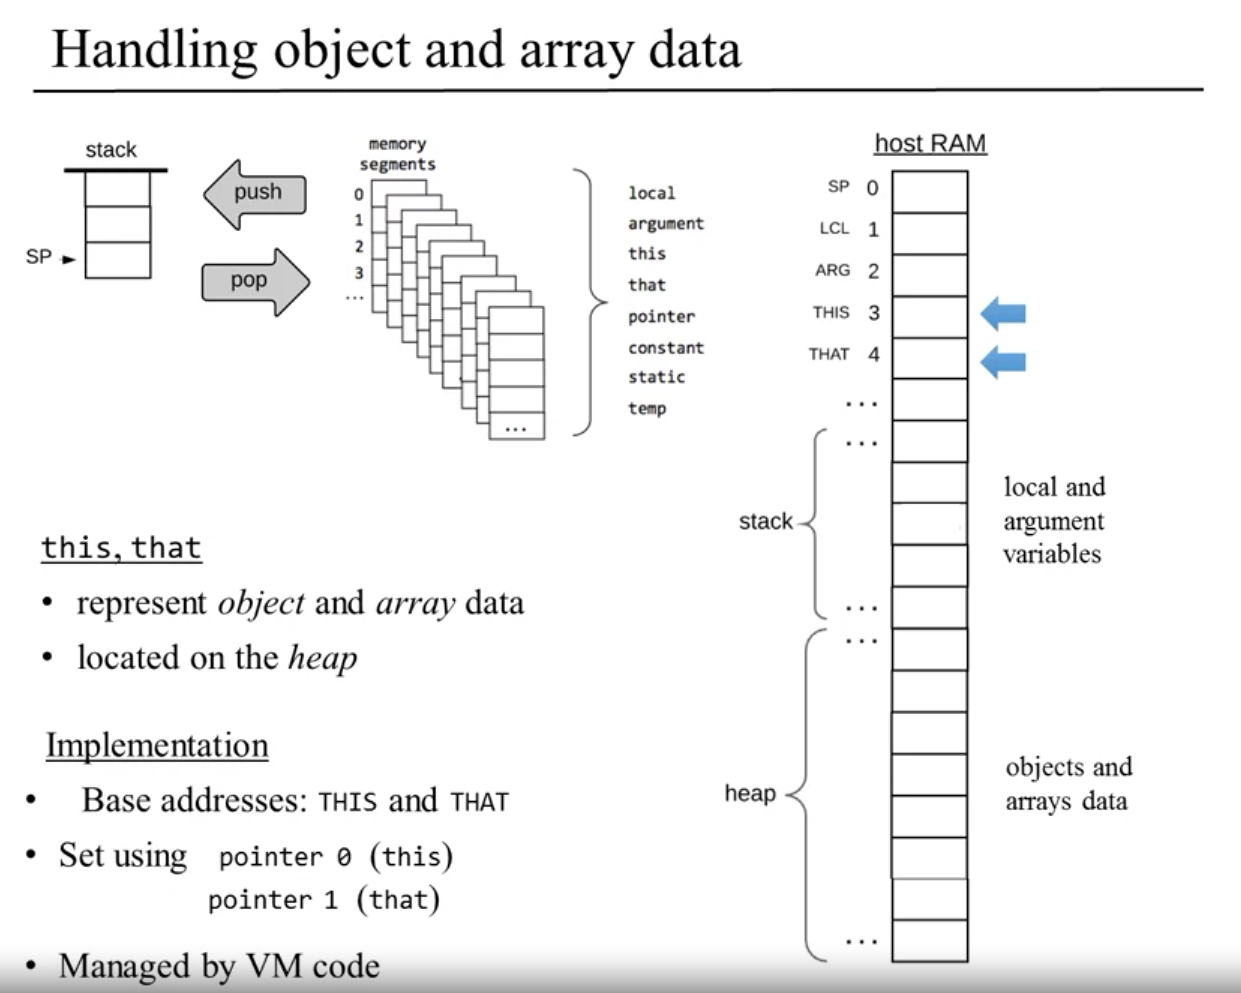 Handling object and array data
stack
push
pop
SP
memory
segments
0
1
2
3
...
...
local
argument
this
that
pointer
constant
static
temp
host RAM
SP 0
LCL 1
ARG 2
THIS 3
THAT 4
...
...
stack
local and
argument
variables
...
...
heap
objects and
arrays data
...
this, that
• represent object and array data
• located on the heap
Implementation
• Base addresses: THIS and THAT
• Set using pointer 0 (this)
pointer 1 (that)
• Managed by VM code